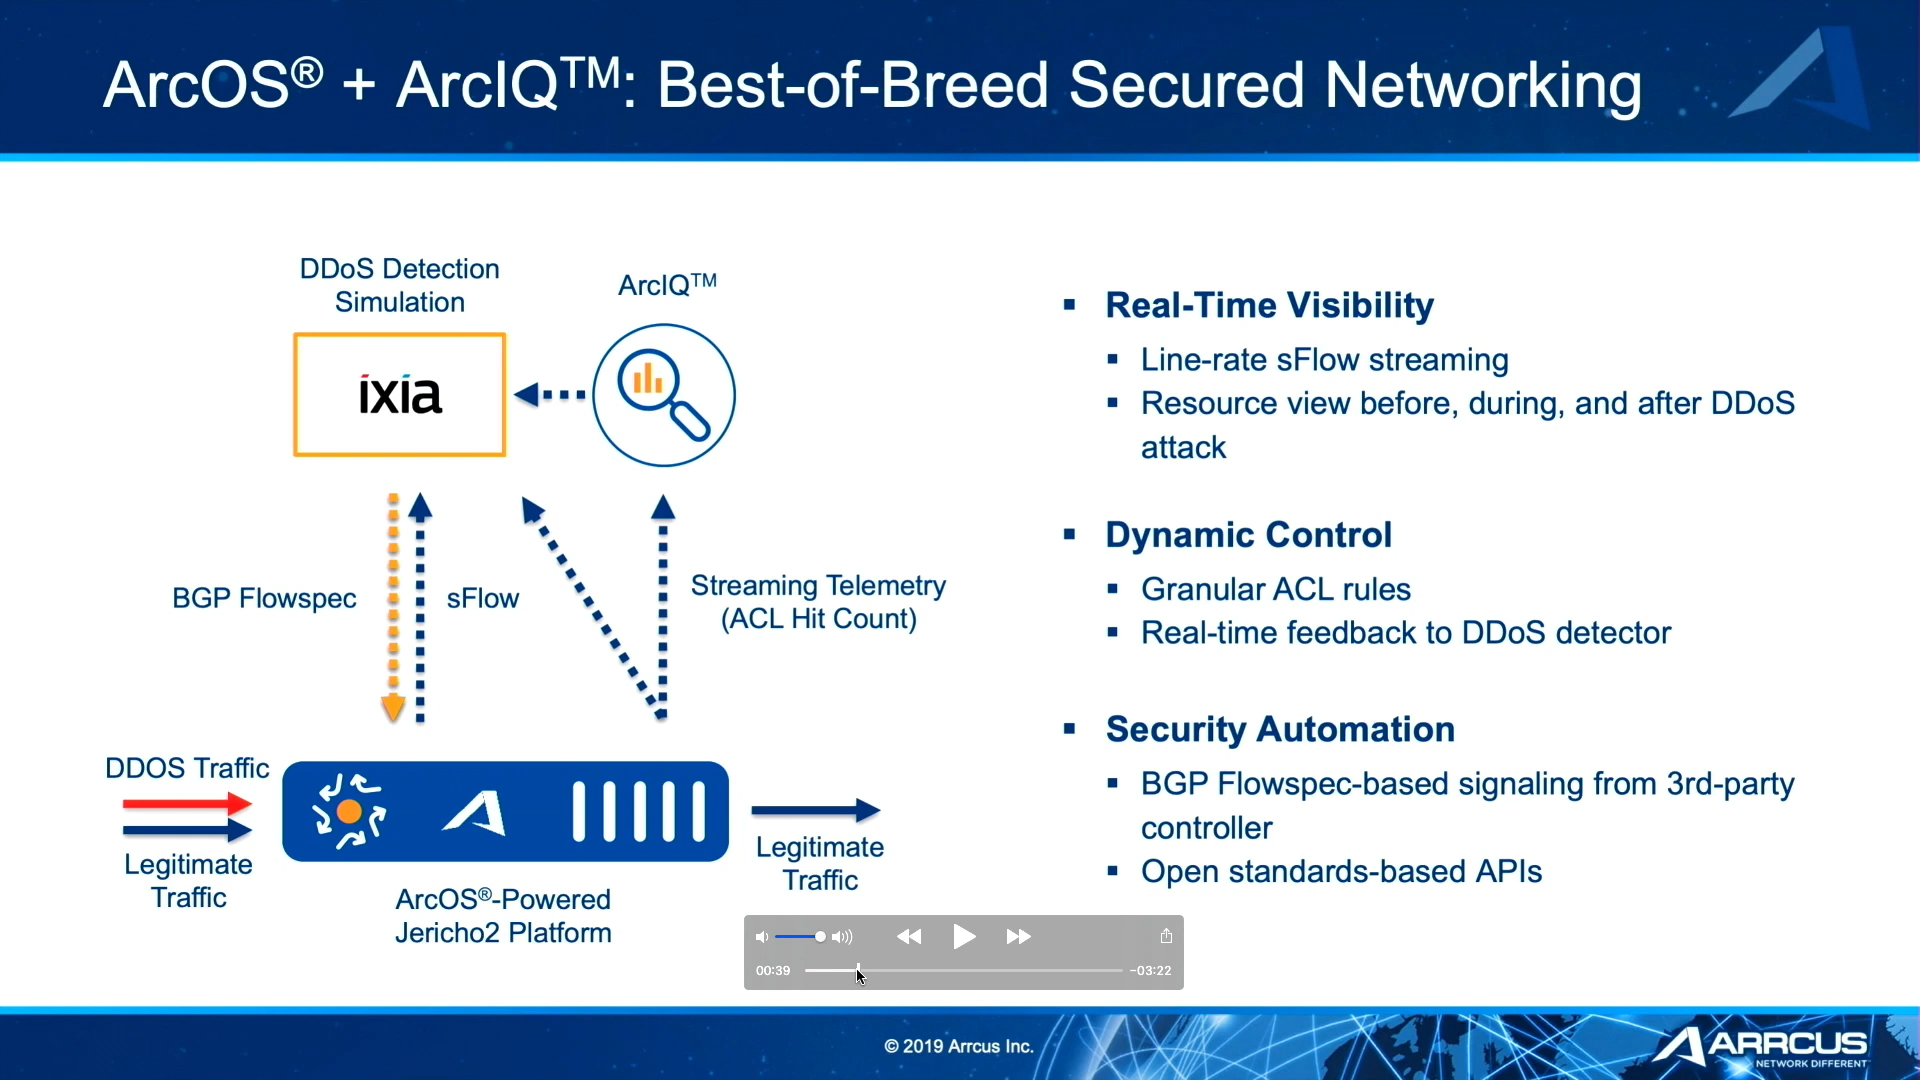 ArcOS® + ArcIQ™: Best-of-Breed Secured Networking
DDoS Detection
Simulation
ArcIQ™
ixia
BGP Flowspec
sFlow
Streaming Telemetry
(ACL Hit Count)
DDOS Traffic
Legitimate
Traffic
Legitimate
Traffic
ArcOS®-Powered
Jericho2 Platform
▪ Real-Time Visibility
▪ Line-rate sFlow streaming
▪ Resource view before, during, and after DDoS
attack
▪ Dynamic Control
▪ Granular ACL rules
▪ Real-time feedback to DDoS detector
▪ Security Automation
▪ BGP Flowspec-based signaling from 3rd-party
controller
▪ Open standards-based APIs
00:39
-03:22
© 2019 Arrcus Inc.
ARRCUS
NETWORK DIFFERENT